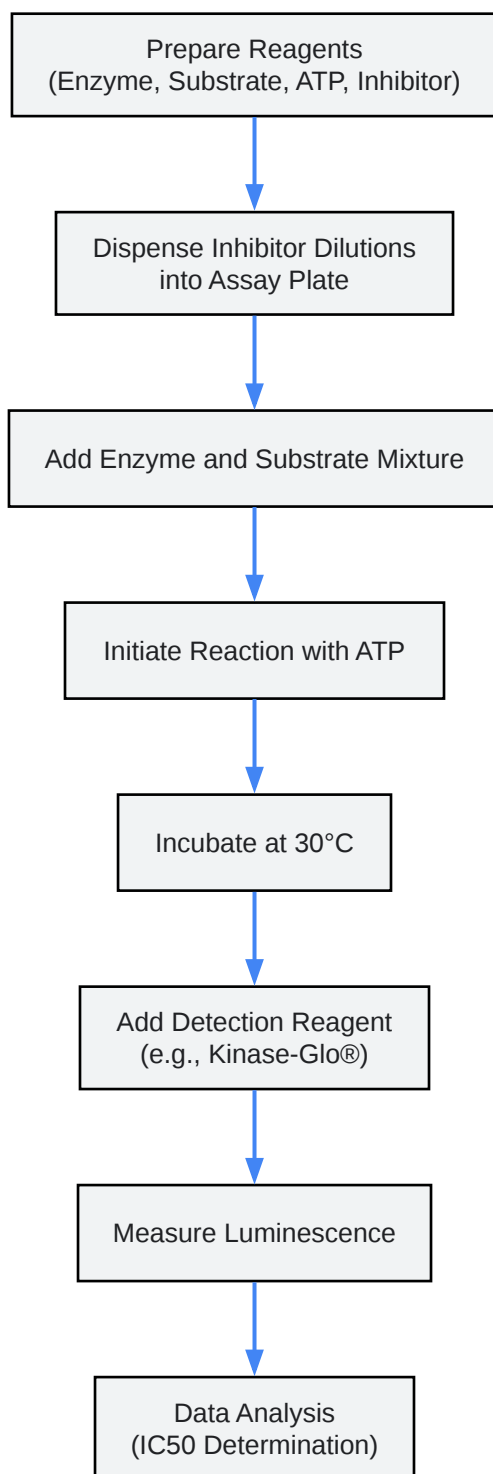 Prepare Reagents
(Enzyme, Substrate, ATP, Inhibitor)
Dispense Inhibitor Dilutions
into Assay Plate
Add Enzyme and Substrate Mixture
Initiate Reaction with ATP
Incubate at 30°C
Add Detection Reagent
(e.g., Kinase-Glo®)
Measure Luminescence
Data Analysis
(IC50 Determination)